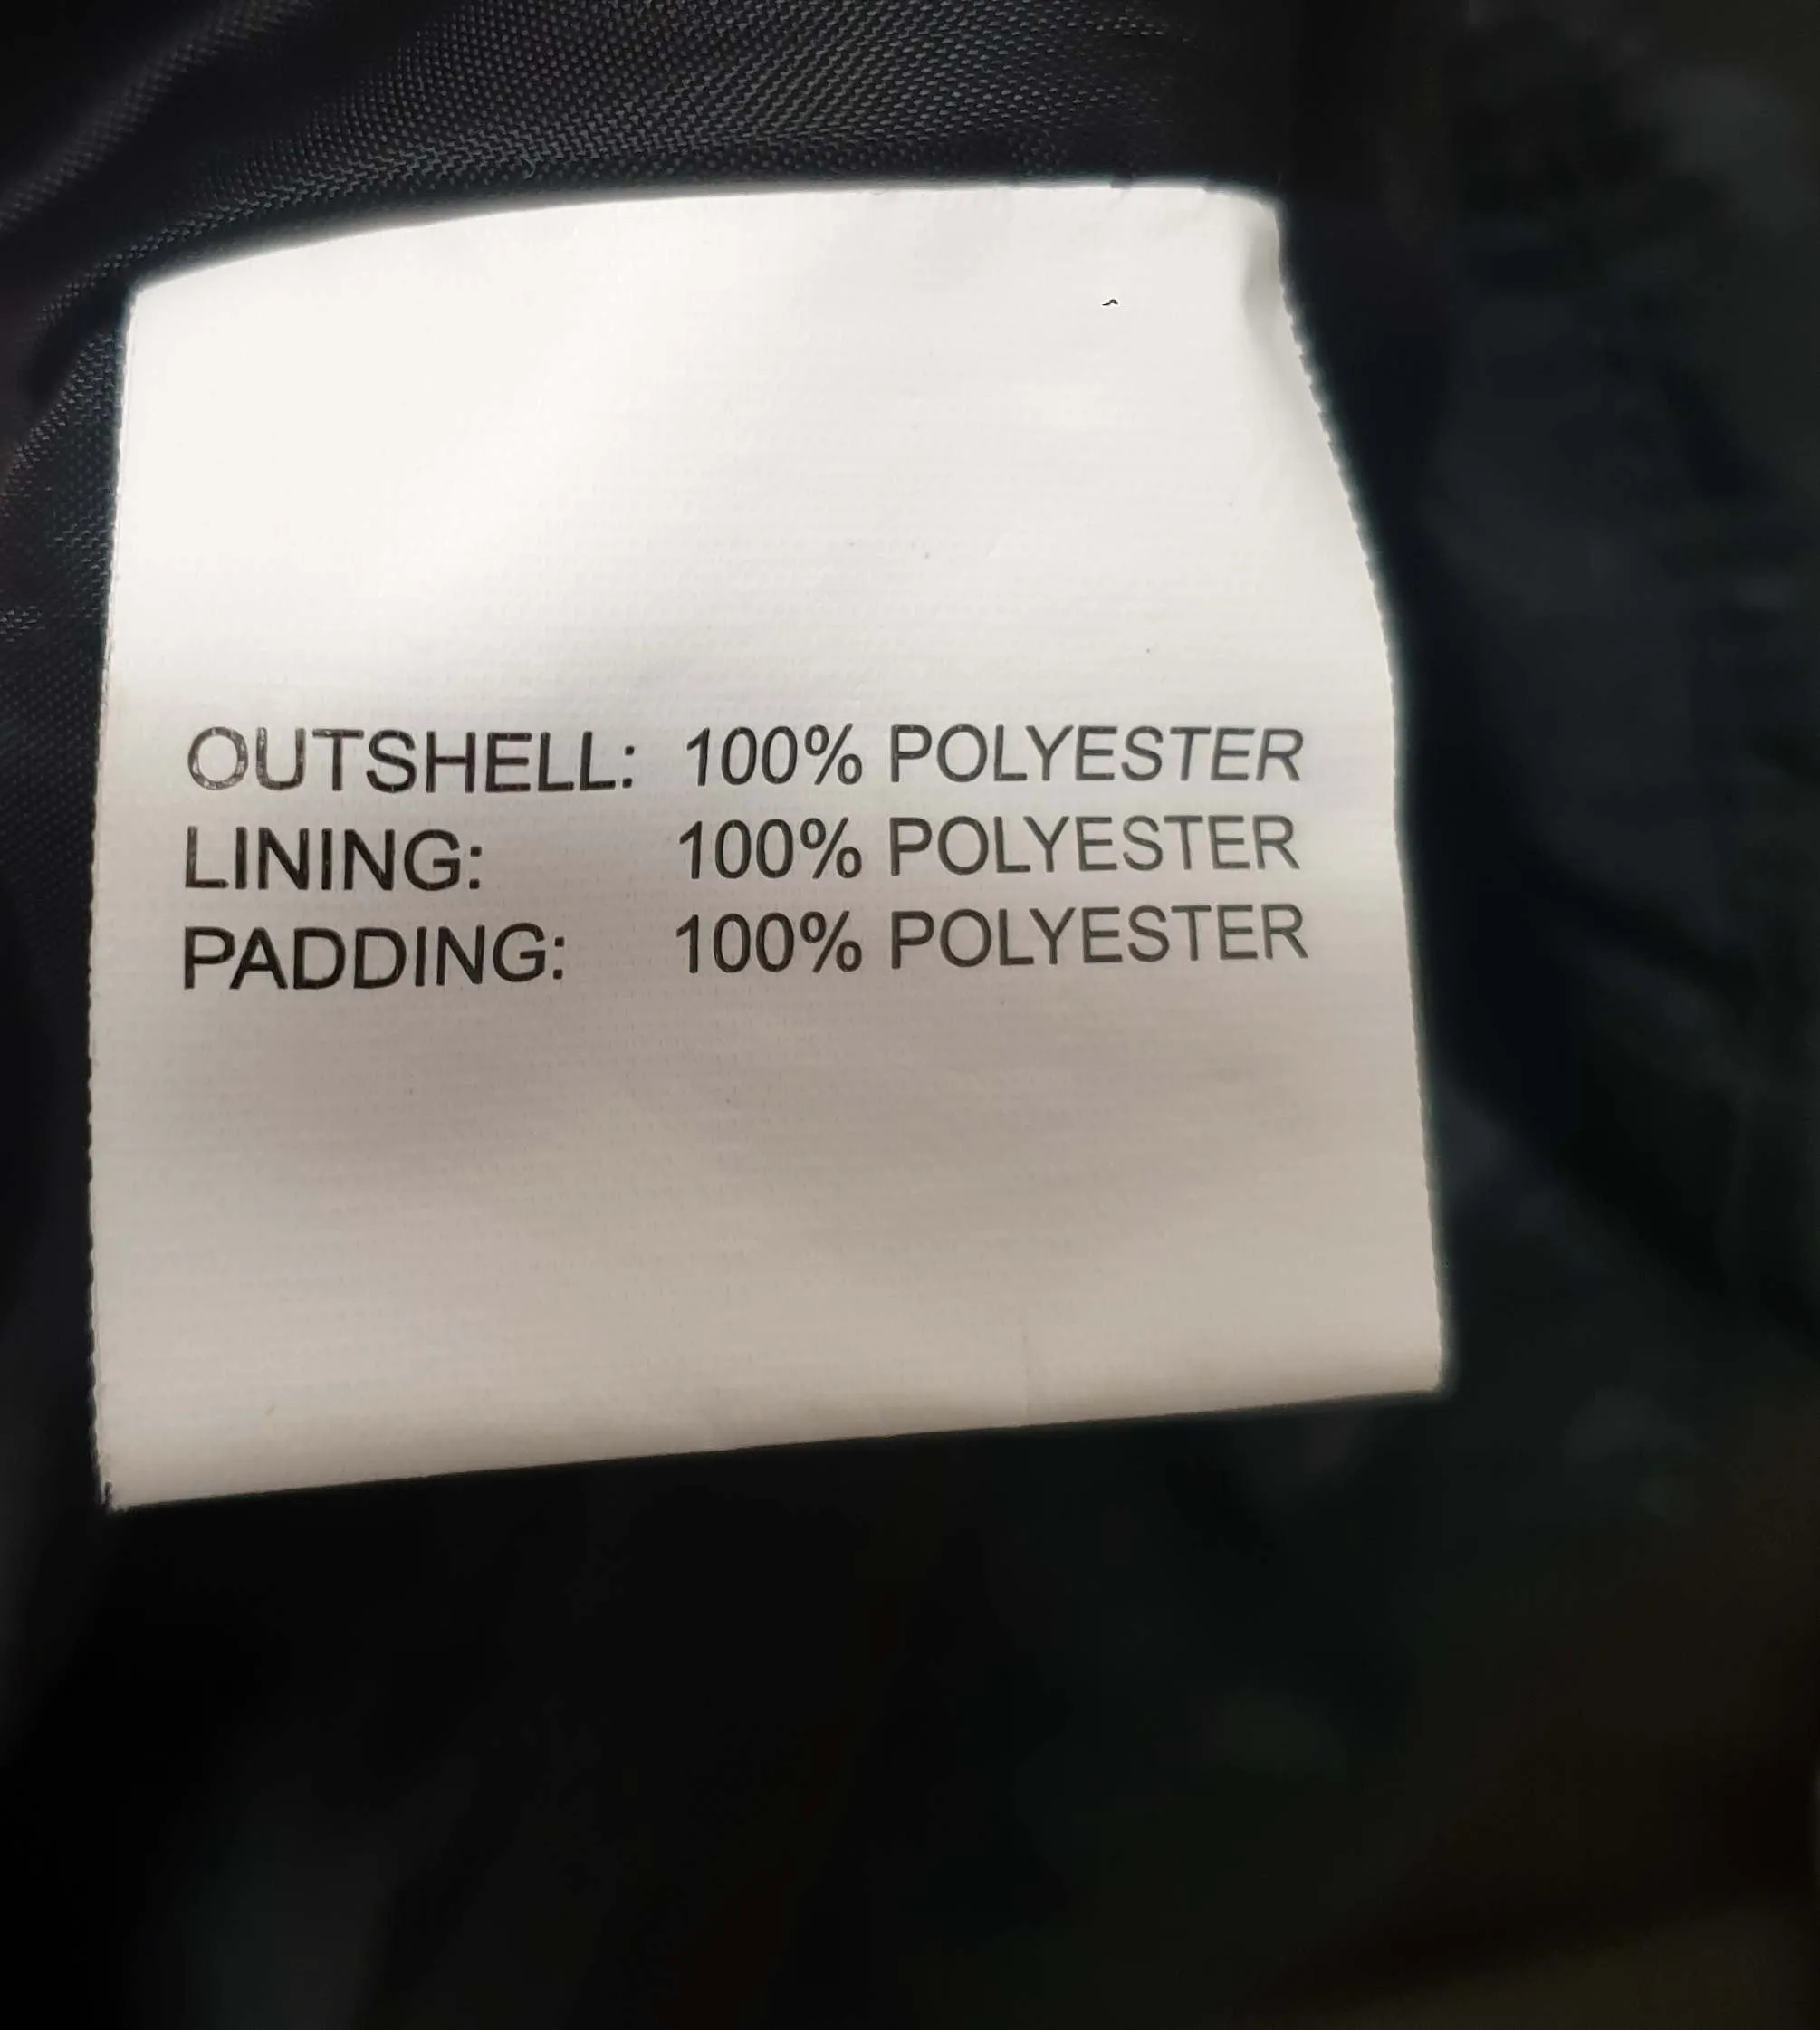 OUTSHELL: 100% POLYESTER
LINING: 100% POLYESTER
PADDING: 100% POLYESTER